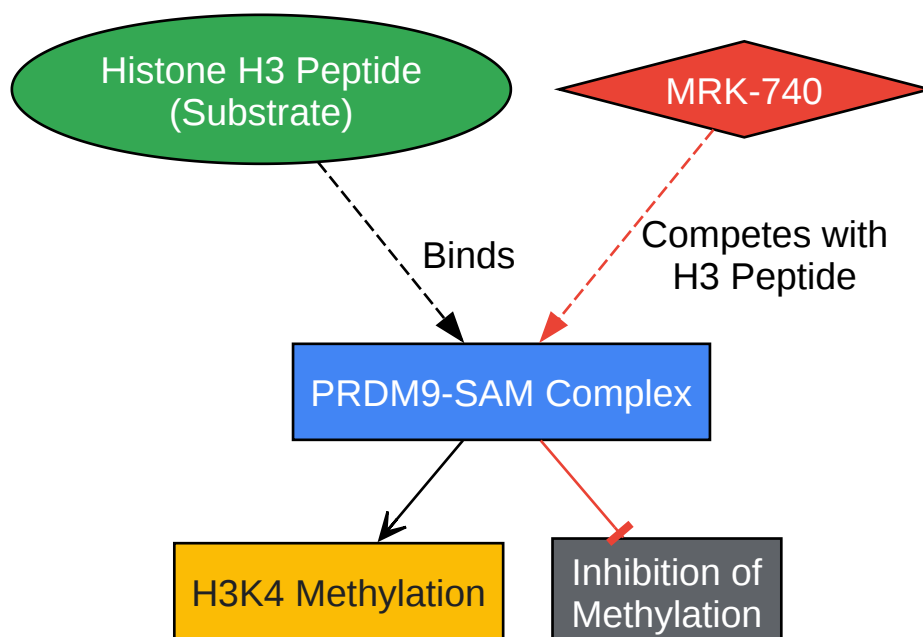 Histone H3 Peptide
(Substrate)
MRK-740
Binds
Competes with
H3 Peptide
PRDM9-SAM Complex
H3K4 Methylation
Inhibition of
Methylation